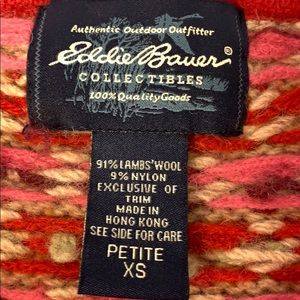 Authentic Outdoor Outfitter
Eddie Bauer®
COLLECTIBLES
100% Quality Goods
91% LAMBS' WOOL
9% NYLON
EXCLUSIVE OF
TRIM
MADE IN
HONG KONG
SEE SIDE FOR CARE
PETITE
XS